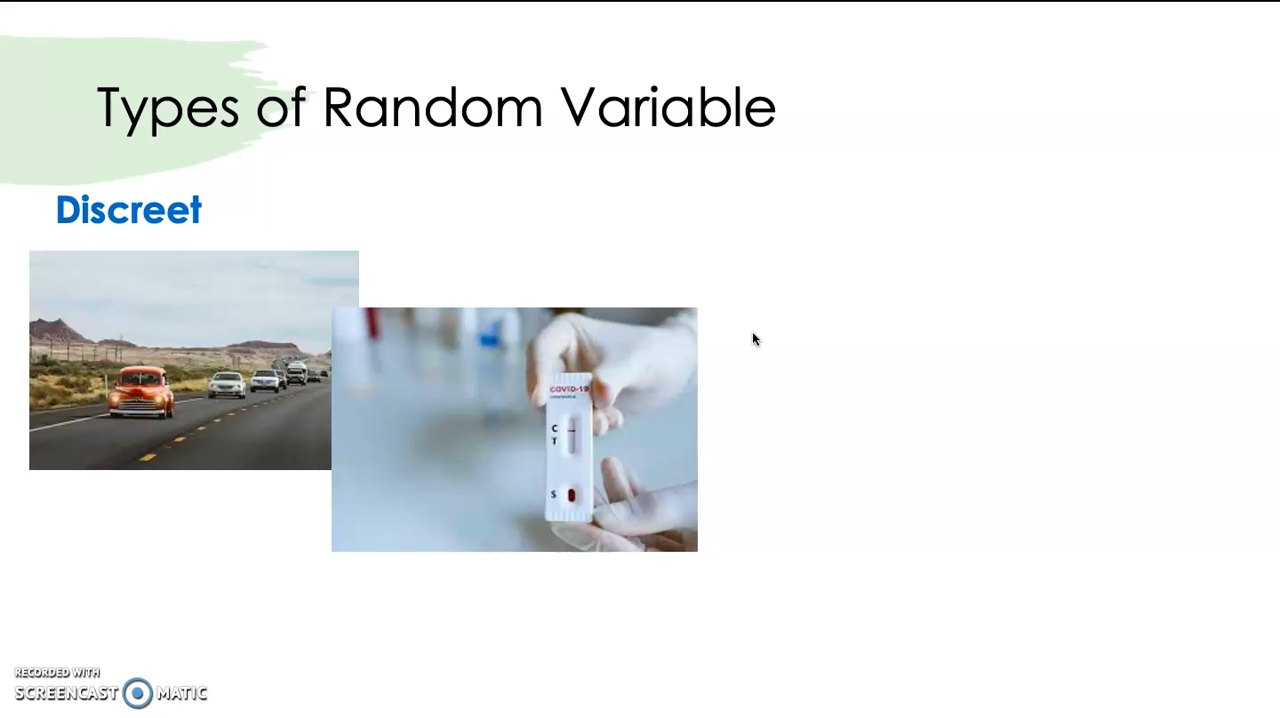 Types of Random Variable
Discreet
COVID-19
C
T
S
RECORDED WITH
SCREENCAST MATIC